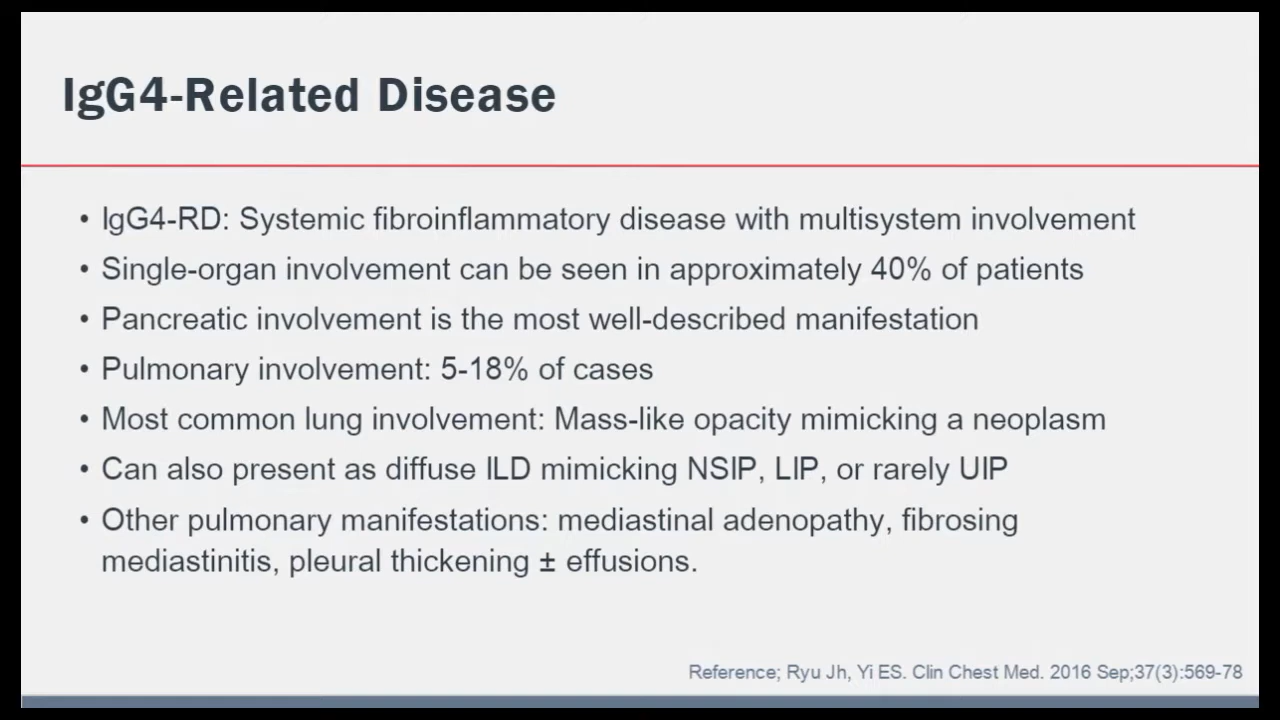 IgG4-Related Disease
• IgG4-RD: Systemic fibroinflammatory disease with multisystem involvement
• Single-organ involvement can be seen in approximately 40% of patients
• Pancreatic involvement is the most well-described manifestation
• Pulmonary involvement: 5-18% of cases
• Most common lung involvement: Mass-like opacity mimicking a neoplasm
• Can also present as diffuse ILD mimicking NSIP, LIP, or rarely UIP
• Other pulmonary manifestations: mediastinal adenopathy, fibrosing
mediastinitis, pleural thickening ± effusions.
Reference; Ryu Jh, Yi ES. Clin Chest Med. 2016 Sep;37(3):569-78